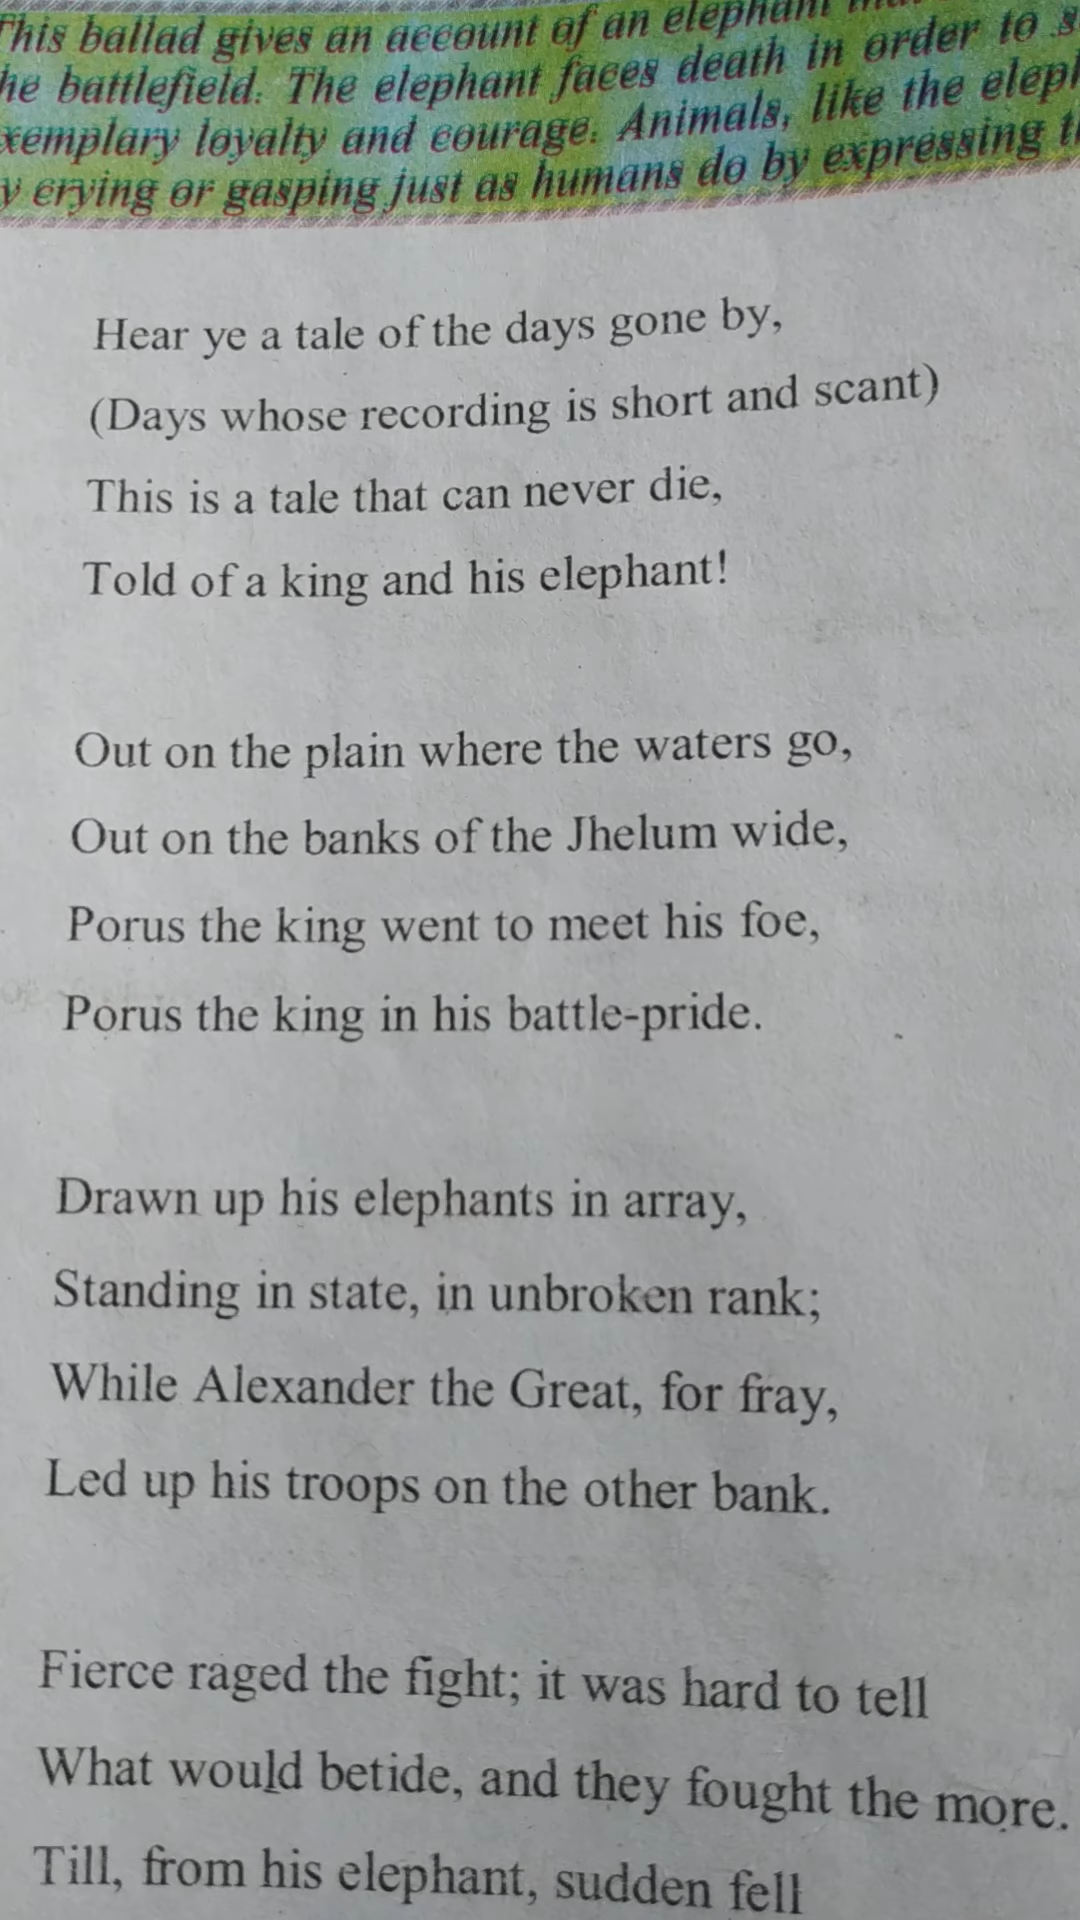 This ballad gives an account of an elephant
he battlefield. The elephant faces death in order to
xemplary loyalty and courage. Animals, like the eleph
y crying or gasping just as humans do by expressing
Hear ye a tale of the days gone by,
(Days whose recording is short and scant)
This is a tale that can never die,
Told of a king and his elephant!
Out on the plain where the waters go,
Out on the banks of the Jhelum wide,
Porus the king went to meet his foe,
Porus the king in his battle-pride.
Drawn up his elephants in array,
Standing in state, in unbroken rank;
While Alexander the Great, for fray,
Led up his troops on the other bank.
Fierce raged the fight; it was hard to tell
What would betide, and they fought the more.
Till, from his elephant, sudden fell